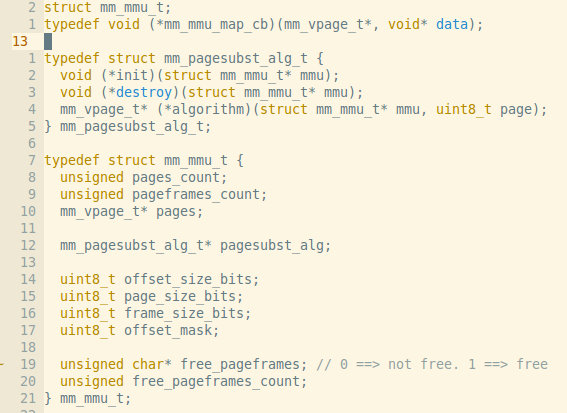 2 struct mm_mmu_t;
1 typedef void (*mm_mmu_map_cb)(mm_vpage_t*, void* data);
13
1 typedef struct mm_pagesubst_alg_t {
2   void (*init)(struct mm_mmu_t* mmu);
3   void (*destroy)(struct mm_mmu_t* mmu);
4   mm_vpage_t* (*algorithm)(struct mm_mmu_t* mmu, uint8_t page);
5 } mm_pagesubst_alg_t;
6
7 typedef struct mm_mmu_t {
8   unsigned pages_count;
9   unsigned pageframes_count;
10   mm_vpage_t* pages;
11
12   mm_pagesubst_alg_t* pagesubst_alg;
13
14   uint8_t offset_size_bits;
15   uint8_t page_size_bits;
16   uint8_t frame_size_bits;
17   uint8_t offset_mask;
18
19   unsigned char* free_pageframes; // 0 ==> not free. 1 ==> free
20   unsigned free_pageframes_count;
21 } mm_mmu_t;